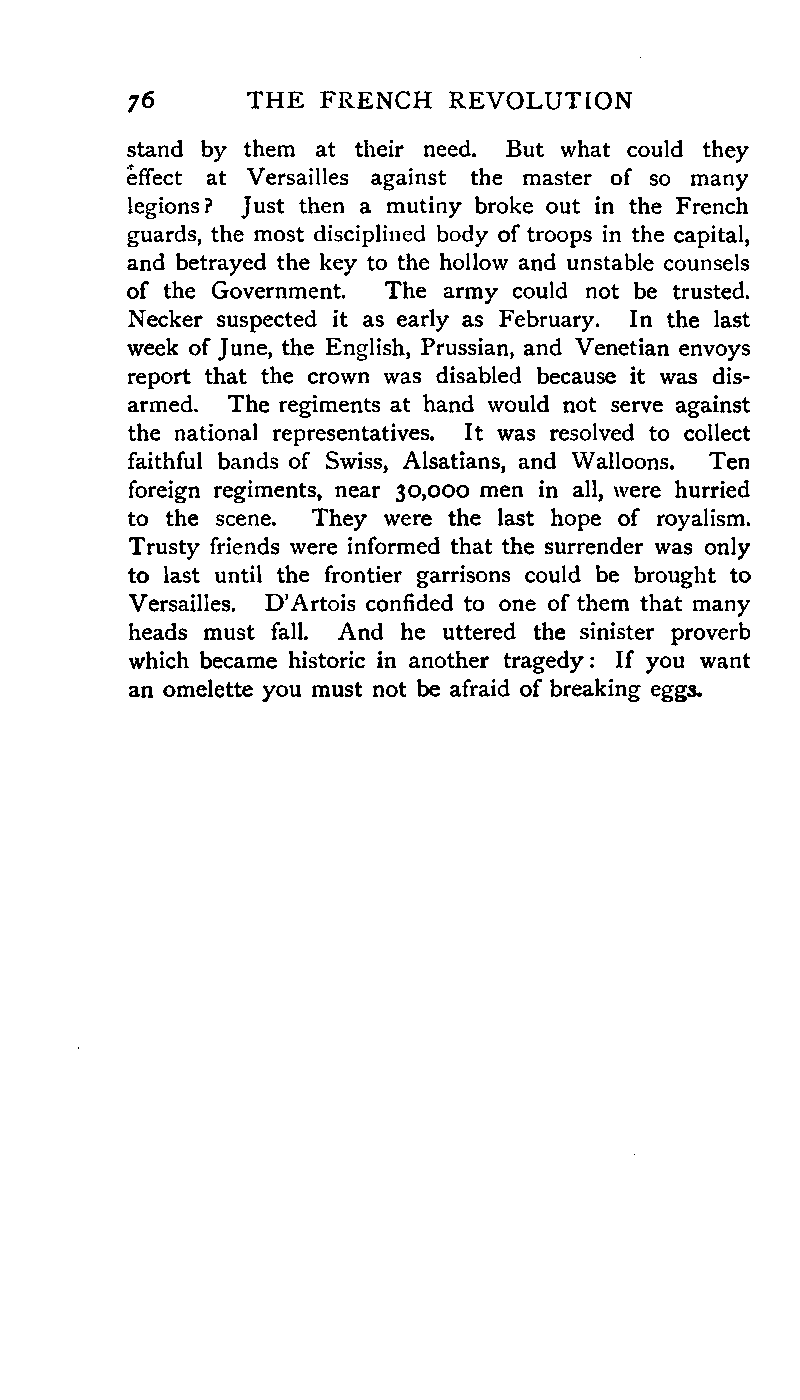 76 THE FRENCH REVOLUTION
stand by them at their need. But what could they
effect at Versailles against the master of so many
legions? Just then a mutiny broke out in the French
guards, the most disciplined body of troops in the capital,
and betrayed the key to the hollow and unstable counsels
of the Government. The army could not be trusted.
Necker suspected it as early as February. In the last
week of June, the English, Prussian, and Venetian envoys
report that the crown was disabled because it was dis-
armed. The regiments at hand would not serve against
the national representatives. It was resolved to collect
faithful bands of Swiss, Alsatians, and Walloons. Ten
foreign regiments, near 30,000 men in all, were hurried
to the scene. They were the last hope of royalism.
Trusty friends were informed that the surrender was only
to last until the frontier garrisons could be brought to
Versailles. D'Artois confided to one of them that many
heads must fall. And he uttered the sinister proverb
which became historic in another tragedy: If you want
an omelette you must not be afraid of breaking eggs.